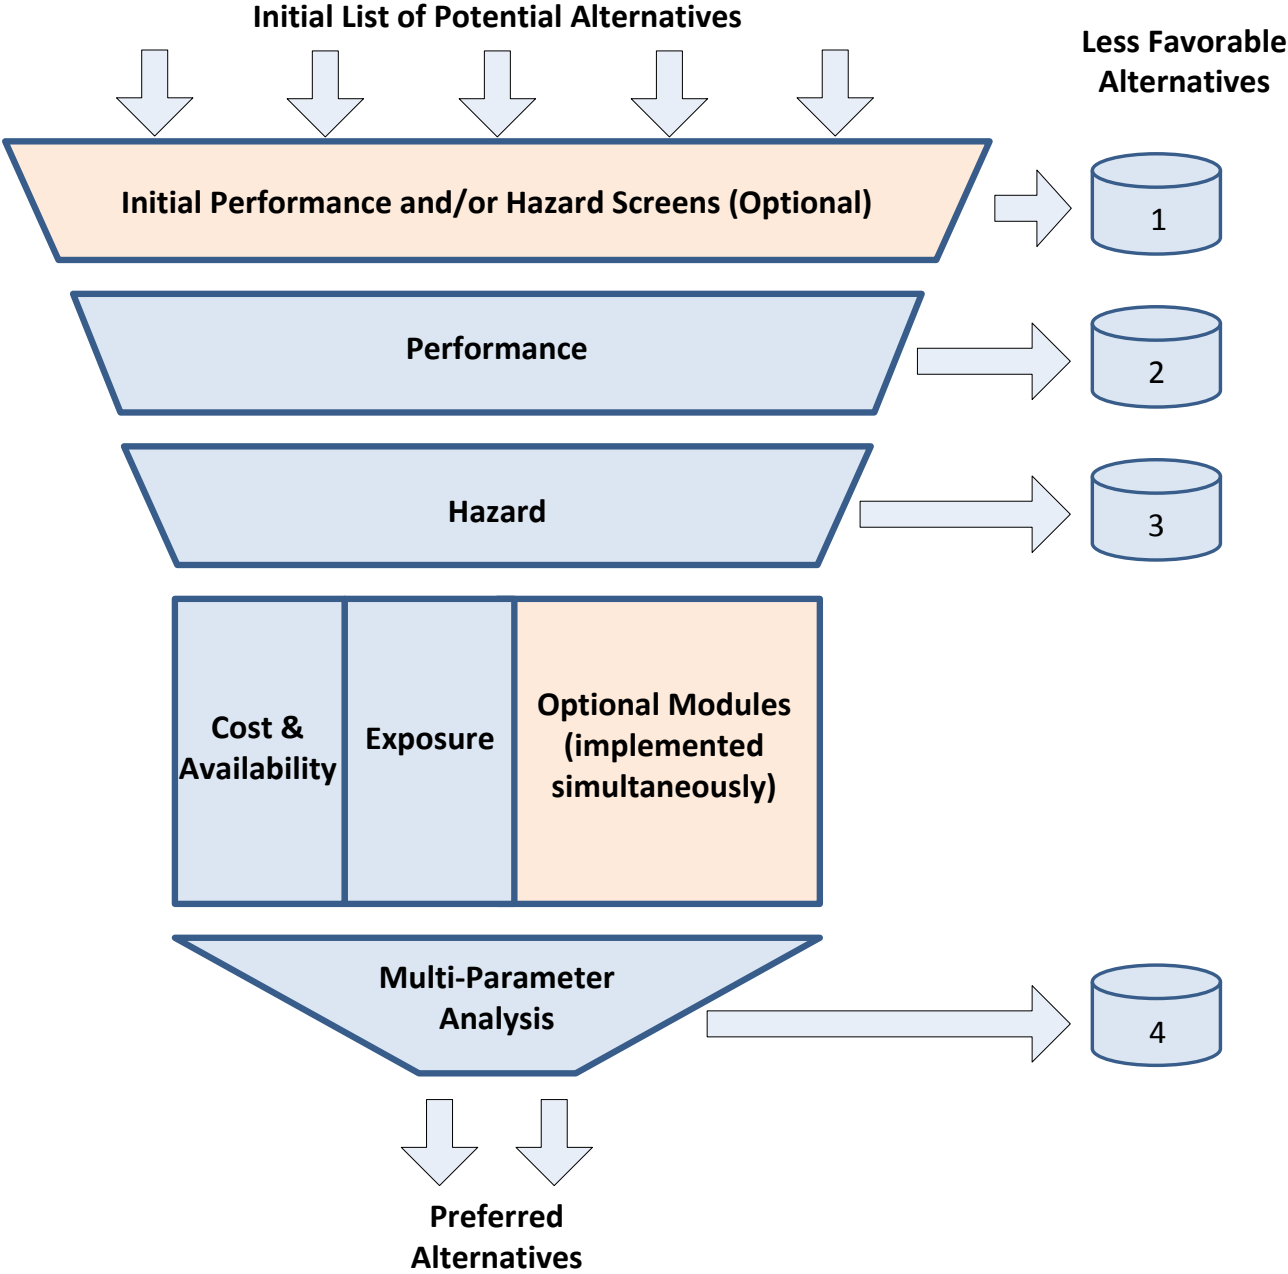 Initial List of Potential Alternatives
Less Favorable
Alternatives
Initial Performance and/or Hazard Screens (Optional)
1
Performance
2
Hazard
3
Cost &
Availability
Exposure
Optional Modules
(implemented
simultaneously)
Multi-Parameter
Analysis
4
Preferred
Alternatives